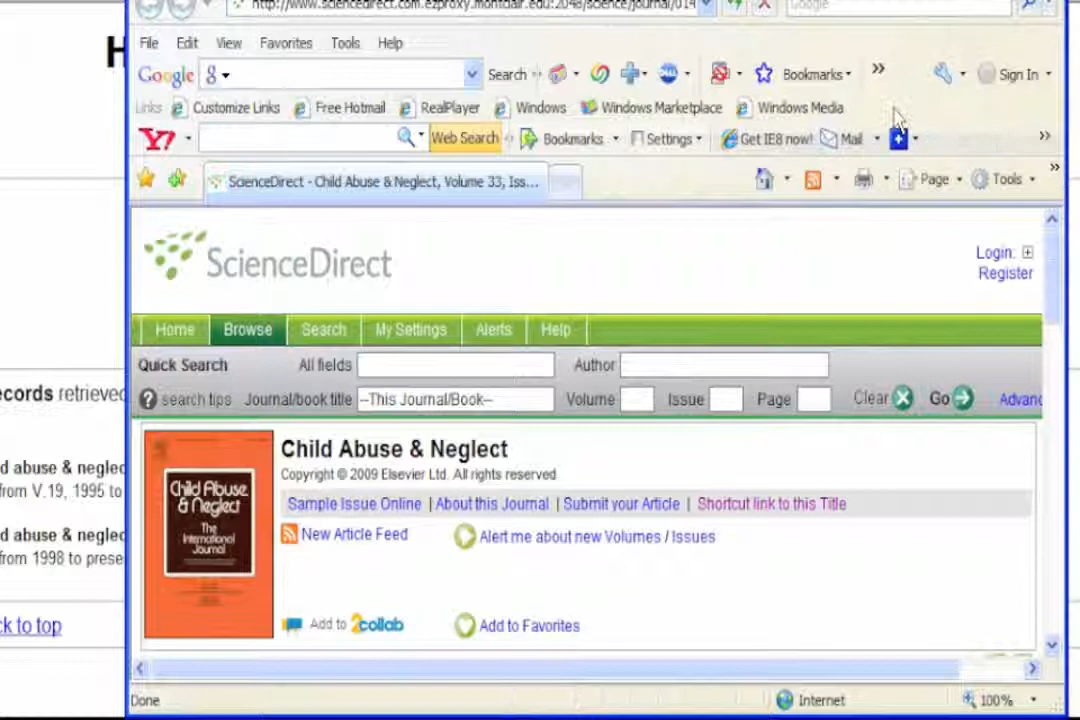 http://www.sciencedirect.com.ezproxy.montclair.edu:2048/science/journal/014
Google
File Edit View Favorites Tools Help
Google g Search Bookmarks Sign In
Links Customize Links Free Hotmail RealPlayer Windows Windows Marketplace Windows Media
Y! Web Search Bookmarks Settings Get IE8 now! Mail
ScienceDirect - Child Abuse & Neglect, Volume 33, Iss... Page Tools
ScienceDirect
Login:
Register
Home Browse Search My Settings Alerts Help
Quick Search All fields Author
? search tips Journal/book title --This Journal/Book-- Volume Issue Page Clear Go Advanc
Child Abuse & Neglect
Copyright © 2009 Elsevier Ltd. All rights reserved
Sample Issue Online | About this Journal | Submit your Article | Shortcut link to this Title
New Article Feed Alert me about new Volumes / Issues
Add to 2collab Add to Favorites
Child Abuse
& Neglect
The
International
Journal
Done Internet 100%
H
ecords retrieved
d abuse & neglec
from V.19, 1995 to
d abuse & neglec
from 1998 to prese
ck to top